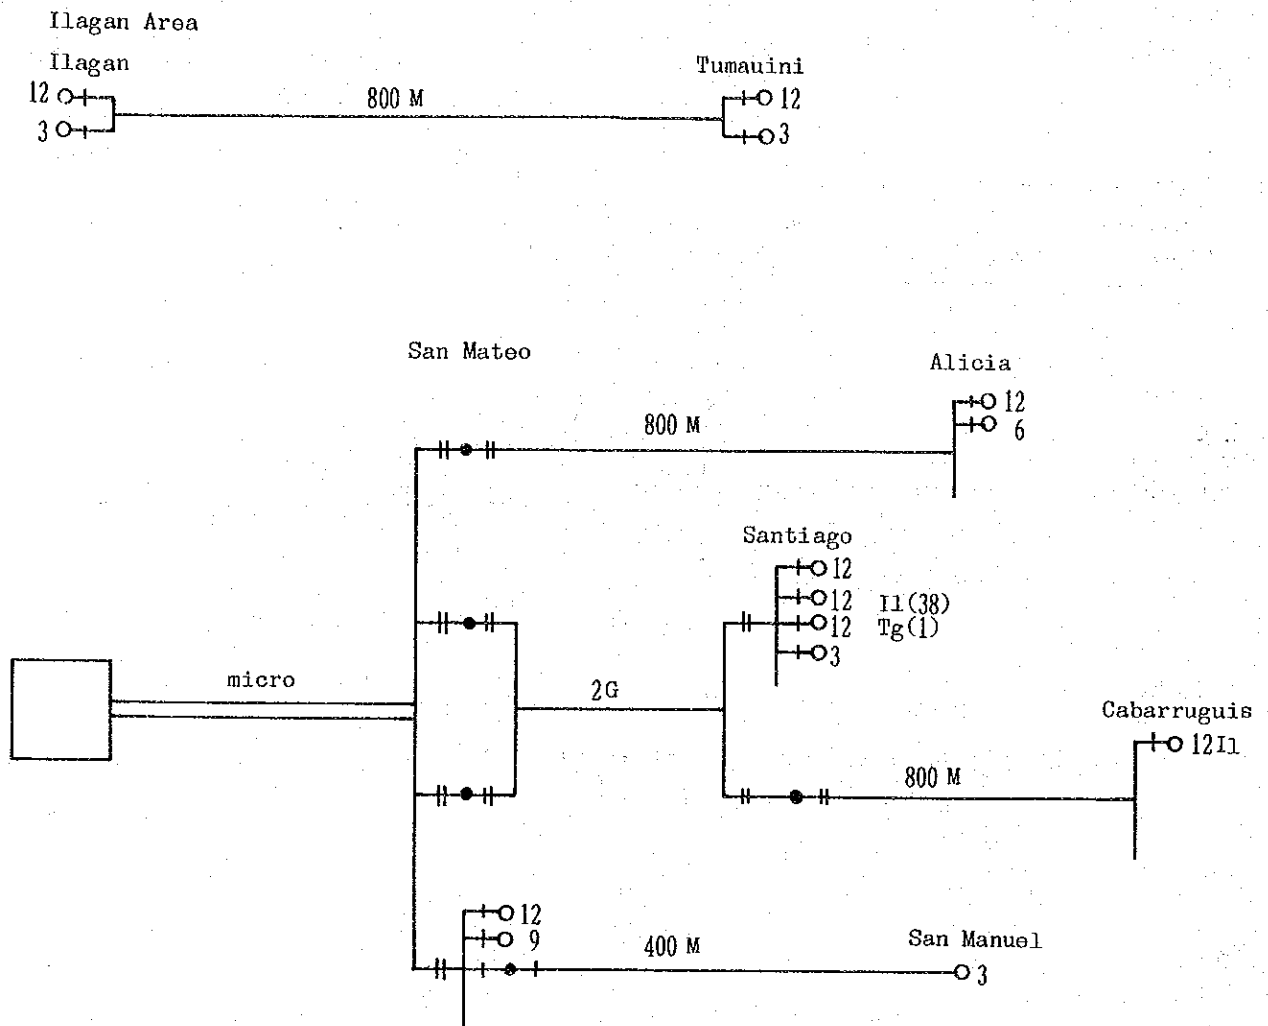 Ilagan Area
Ilagan
Tumauini
12
800 M
12
3
3
San Mateo
Alicia
12
800 M
6
Santiago
12
12 Il(38)
12 Tg(1)
3
micro
2G
Cabarruguis
12Il
800 M
12
9
400 M
San Manuel
3